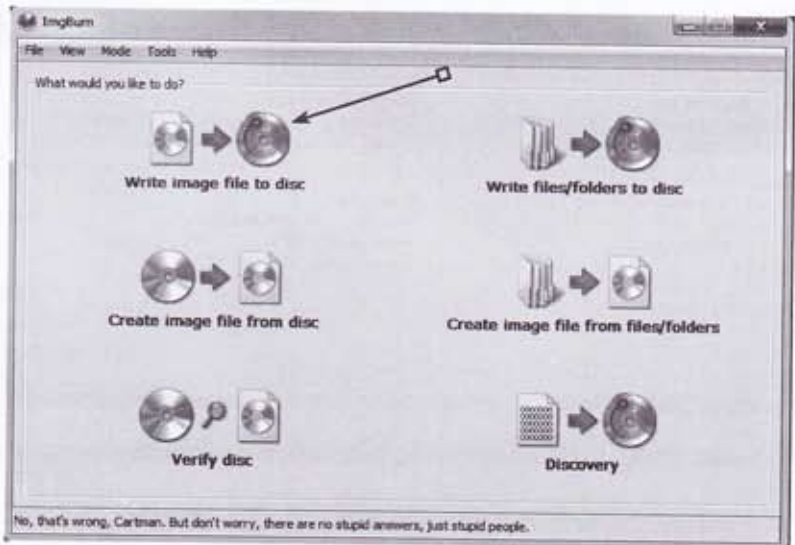 ImgBurn
File View Mode Tools Help
What would you like to do?
Write image file to disc
Write files/folders to disc
Create image file from disc
Create image file from files/folders
Verify disc
Discovery
No, that's wrong, Cartman. But don't worry, there are no stupid answers, just stupid people.